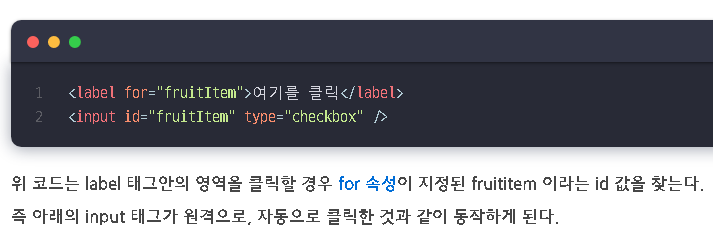 1 <label for="fruitItem">여기를 클릭</label>
2 <input id="fruitItem" type="checkbox" />
위 코드는 label 태그안의 영역을 클릭할 경우 for 속성이 지정된 fruititem 이라는 id 값을 찾는다.
즉 아래의 input 태그가 원격으로, 자동으로 클릭한 것과 같이 동작하게 된다.